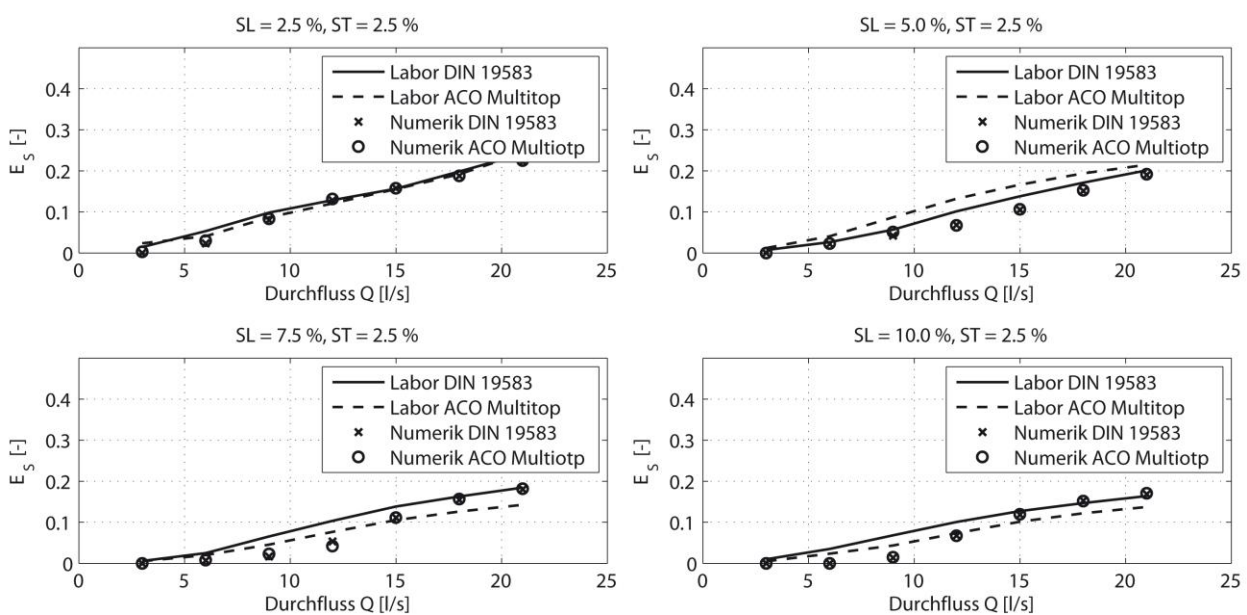 SL = 2.5 %, ST = 2.5 %
E S [-]
0.4
0.3
0.2
0.1
0
Labor DIN 19583
Labor ACO Multitop
Numerik DIN 19583
Numerik ACO Multiotp
0 5 10 15 20 25
Durchfluss Q [l/s]
SL = 5.0 %, ST = 2.5 %
E S [-]
0.4
0.3
0.2
0.1
0
Labor DIN 19583
Labor ACO Multitop
Numerik DIN 19583
Numerik ACO Multiotp
0 5 10 15 20 25
Durchfluss Q [l/s]
SL = 7.5 %, ST = 2.5 %
E S [-]
0.4
0.3
0.2
0.1
0
Labor DIN 19583
Labor ACO Multitop
Numerik DIN 19583
Numerik ACO Multiotp
0 5 10 15 20 25
Durchfluss Q [l/s]
SL = 10.0 %, ST = 2.5 %
E S [-]
0.4
0.3
0.2
0.1
0
Labor DIN 19583
Labor ACO Multitop
Numerik DIN 19583
Numerik ACO Multiotp
0 5 10 15 20 25
Durchfluss Q [l/s]